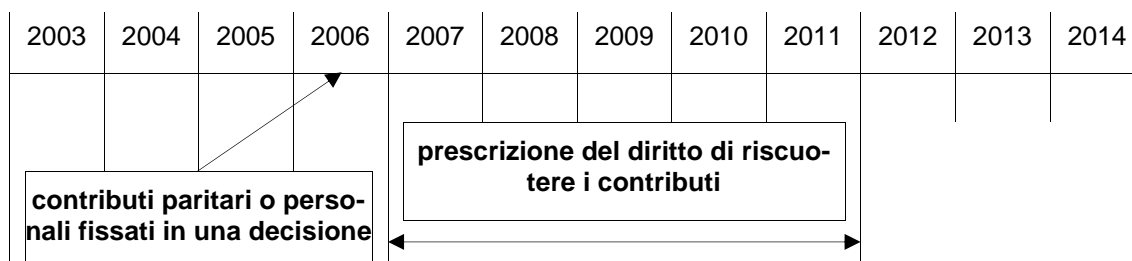 2003 2004 2005 2006 2007 2008 2009 2010 2011 2012 2013 2014
prescrizione del diritto di riscuo-
tere i contributi
contributi paritari o perso-
nali fissati in una decisione